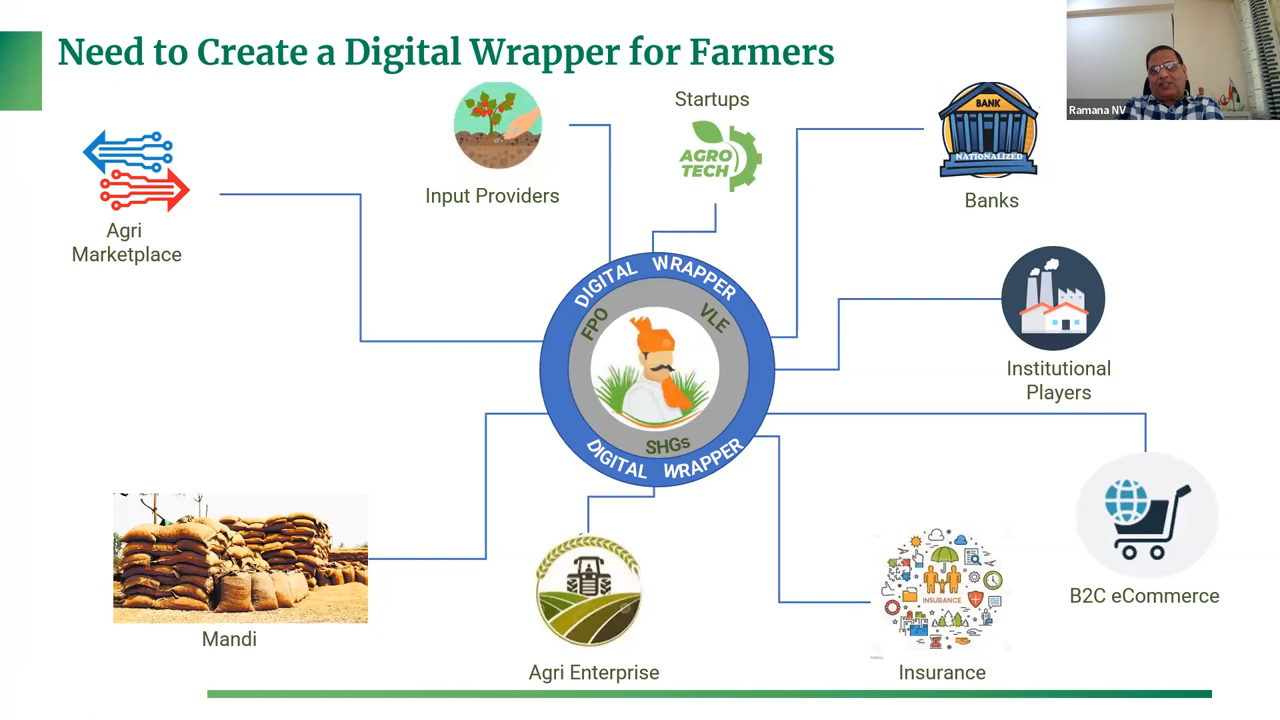 Need to Create a Digital Wrapper for Farmers
Ramana NV
Startups
AGRO
TECH
BANK
NATIONALIZED
Input Providers
Banks
Agri
Marketplace
DIGITAL WRAPPER
FPO
VLE
SHGs
DIGITAL WRAPPER
Institutional
Players
INSURANCE
B2C eCommerce
Mandi
Agri Enterprise
Insurance